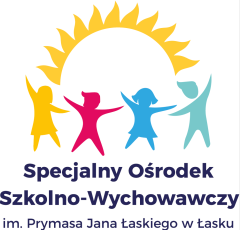 Specjalny Ośrodek
Szkolno-Wychowawczy
im. Prymasa Jana Łaskiego w Łasku